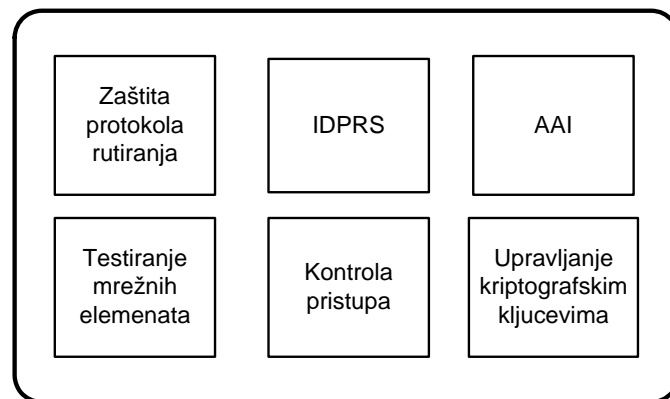 Zaštita
protokola
rutiranja
IDPRS
AAI
Testiranje
mrežnih
elemenata
Kontrola
pristupa
Upravljanje
kriptografskim
kljucevima